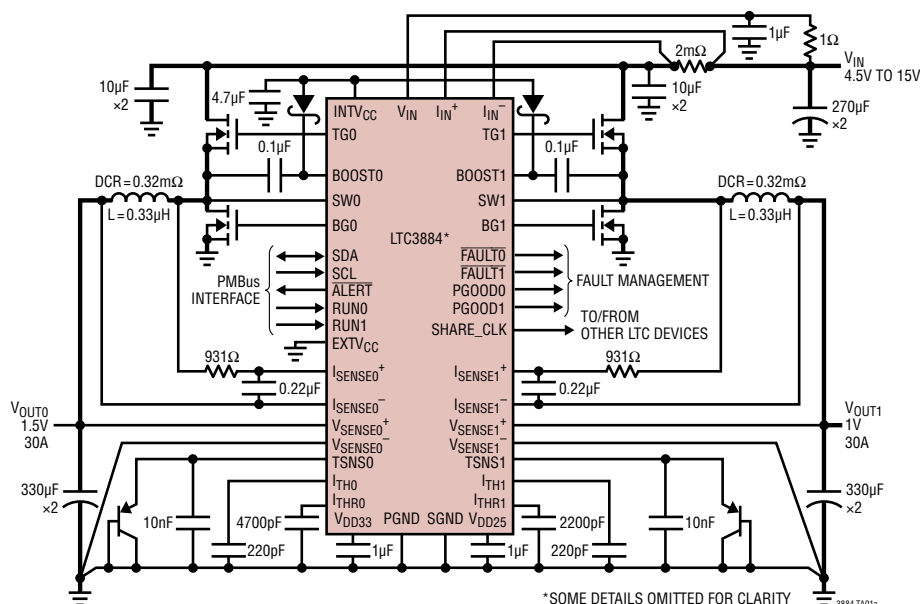 1µF
1Ω
2mΩ
V_IN
4.5V TO 15V
10µF
×2
4.7µF
10µF
×2
270µF
×2
INTV_CC
V_IN
I_IN^+
I_IN^–
TG0
TG1
0.1µF
0.1µF
BOOST0
BOOST1
DCR = 0.32mΩ
DCR = 0.32mΩ
SW0
SW1
L = 0.33µH
L = 0.33µH
BG0
BG1
LTC3884*
SDA
FAULT0
SCL
FAULT1
PMBus
INTERFACE
FAULT MANAGEMENT
ALERT
PGOOD0
RUN0
PGOOD1
RUN1
SHARE_CLK
TO/FROM
OTHER LTC DEVICES
EXTV_CC
931Ω
931Ω
I_SENSE0^+
I_SENSE1^+
0.22µF
0.22µF
I_SENSE0^–
I_SENSE1^–
V_OUT0
1.5V
30A
V_OUT1
1V
30A
V_SENSE0^+
V_SENSE1^+
V_SENSE0^–
V_SENSE1^–
TSNS0
TSNS1
330µF
×2
330µF
×2
I_TH0
I_TH1
I_THR0
I_THR1
10nF
4700pF
2200pF
10nF
V_DD33
PGND
SGND
V_DD25
220pF
1µF
1µF
220pF
*SOME DETAILS OMITTED FOR CLARITY
3884 TA01a